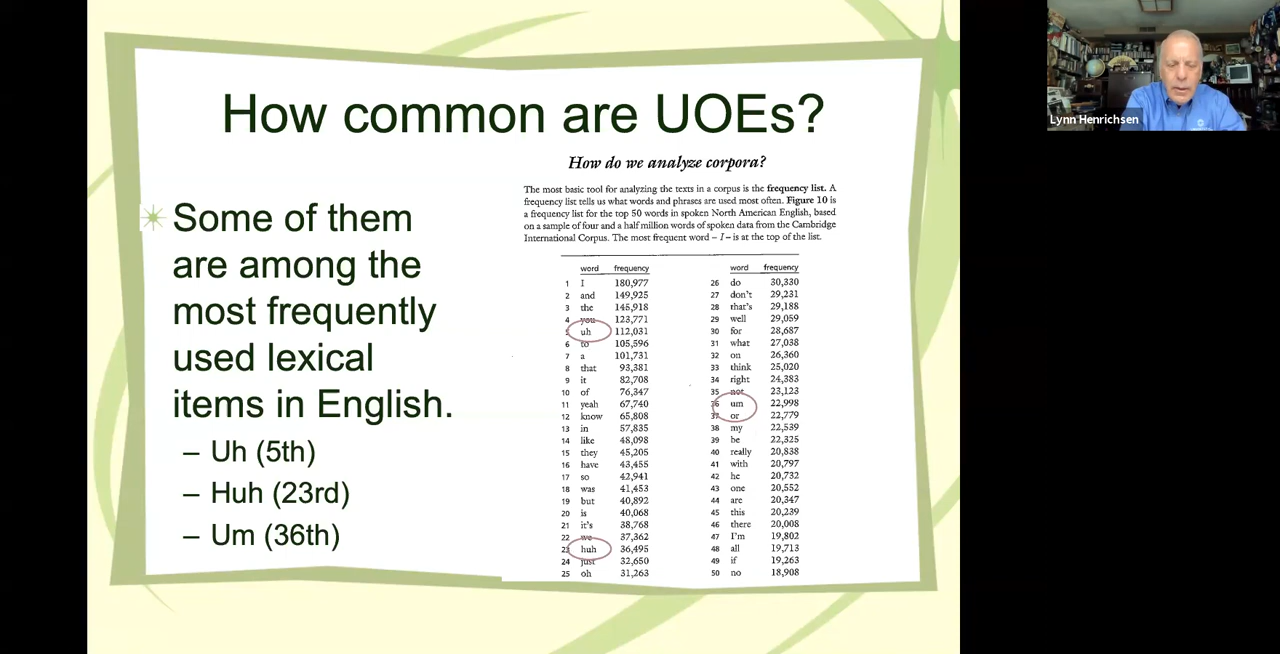 How common are UOEs?
How do we analyze corpora?
Some of them
are among the
most frequently
used lexical
items in English.
– Uh (5th)
– Huh (23rd)
– Um (36th)
The most basic tool for analyzing the texts in a corpus is the frequency list. A
frequency list tells us what words and phrases are used most often. Figure 10 is
a frequency list for the top 50 words in spoken North American English, based
on a sample of four and a half million words of spoken data from the Cambridge
International Corpus. The most frequent word – I – is at the top of the list.
word frequency
1 I 180,977
2 and 149,925
3 the 145,918
4 you 123,771
5 uh 112,031
6 to 105,596
7 a 101,731
8 that 93,381
9 it 82,708
10 of 76,347
11 yeah 67,740
12 know 65,808
13 in 57,835
14 like 48,098
15 they 45,205
16 have 43,455
17 so 42,941
18 was 41,453
19 but 40,892
20 is 40,068
21 it's 38,768
22 we 37,362
23 huh 36,495
24 just 32,650
25 oh 31,263
word frequency
26 do 30,330
27 don't 29,231
28 that's 29,188
29 well 29,059
30 for 28,687
31 what 27,038
32 on 26,360
33 think 25,020
34 right 24,383
35 not 23,123
36 um 22,998
37 or 22,779
38 my 22,539
39 be 22,325
40 really 20,838
41 with 20,797
42 he 20,732
43 one 20,552
44 are 20,347
45 this 20,239
46 there 20,008
47 I'm 19,802
48 all 19,713
49 if 19,263
50 no 18,908
Lynn Henrichsen